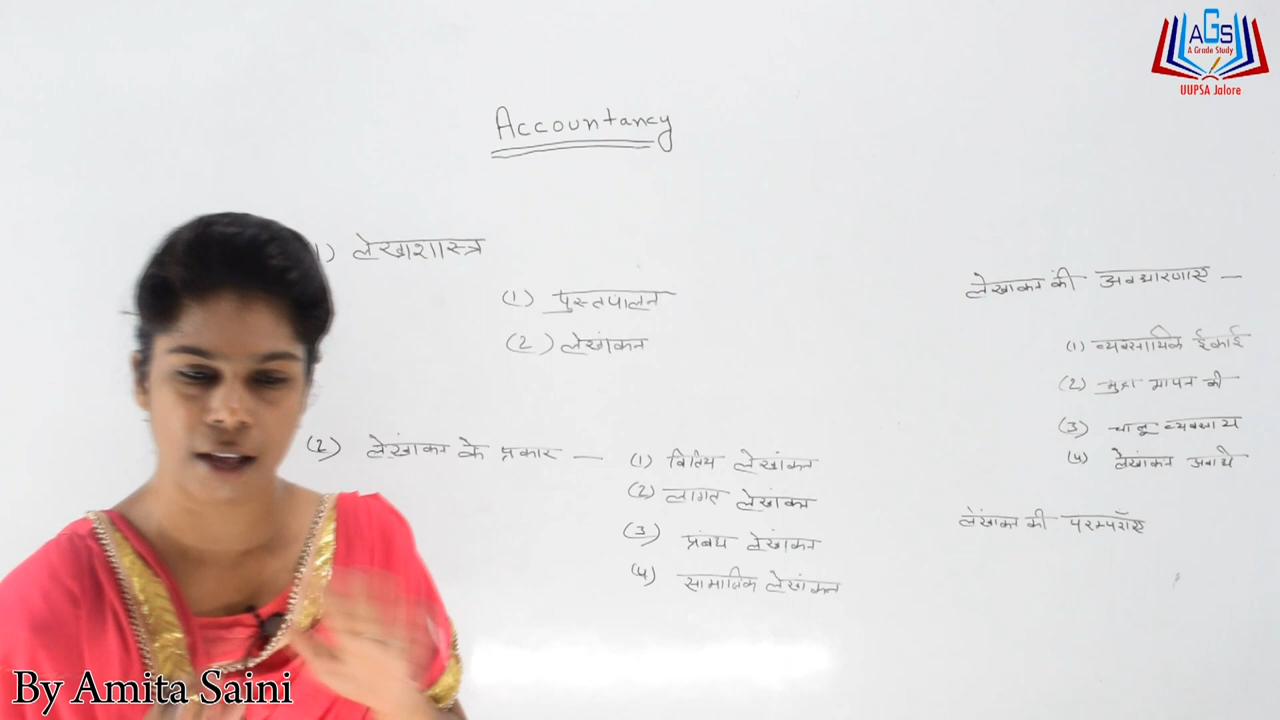 AGS
A Grade Study
UUPSA Jalore
Accountancy
1) लेखाशास्त्र
(1) पुस्तपालन
(2) लेखांकन
(2) लेखांकन के प्रकार —
(1) वित्तिय लेखांकन
(2) लागत लेखांकन
(3) प्रंबंध लेखांकन
(4) सामाजिक लेखांकन
लेखाकन की अवधारणाएँ —
(1) व्यवसायिक ईकाई
(2) मुद्रा मापन की
(3) चालू व्यवसाय
(4) लेखांकन अवधि
लेखांकन की परम्पराँए
By Amita Saini